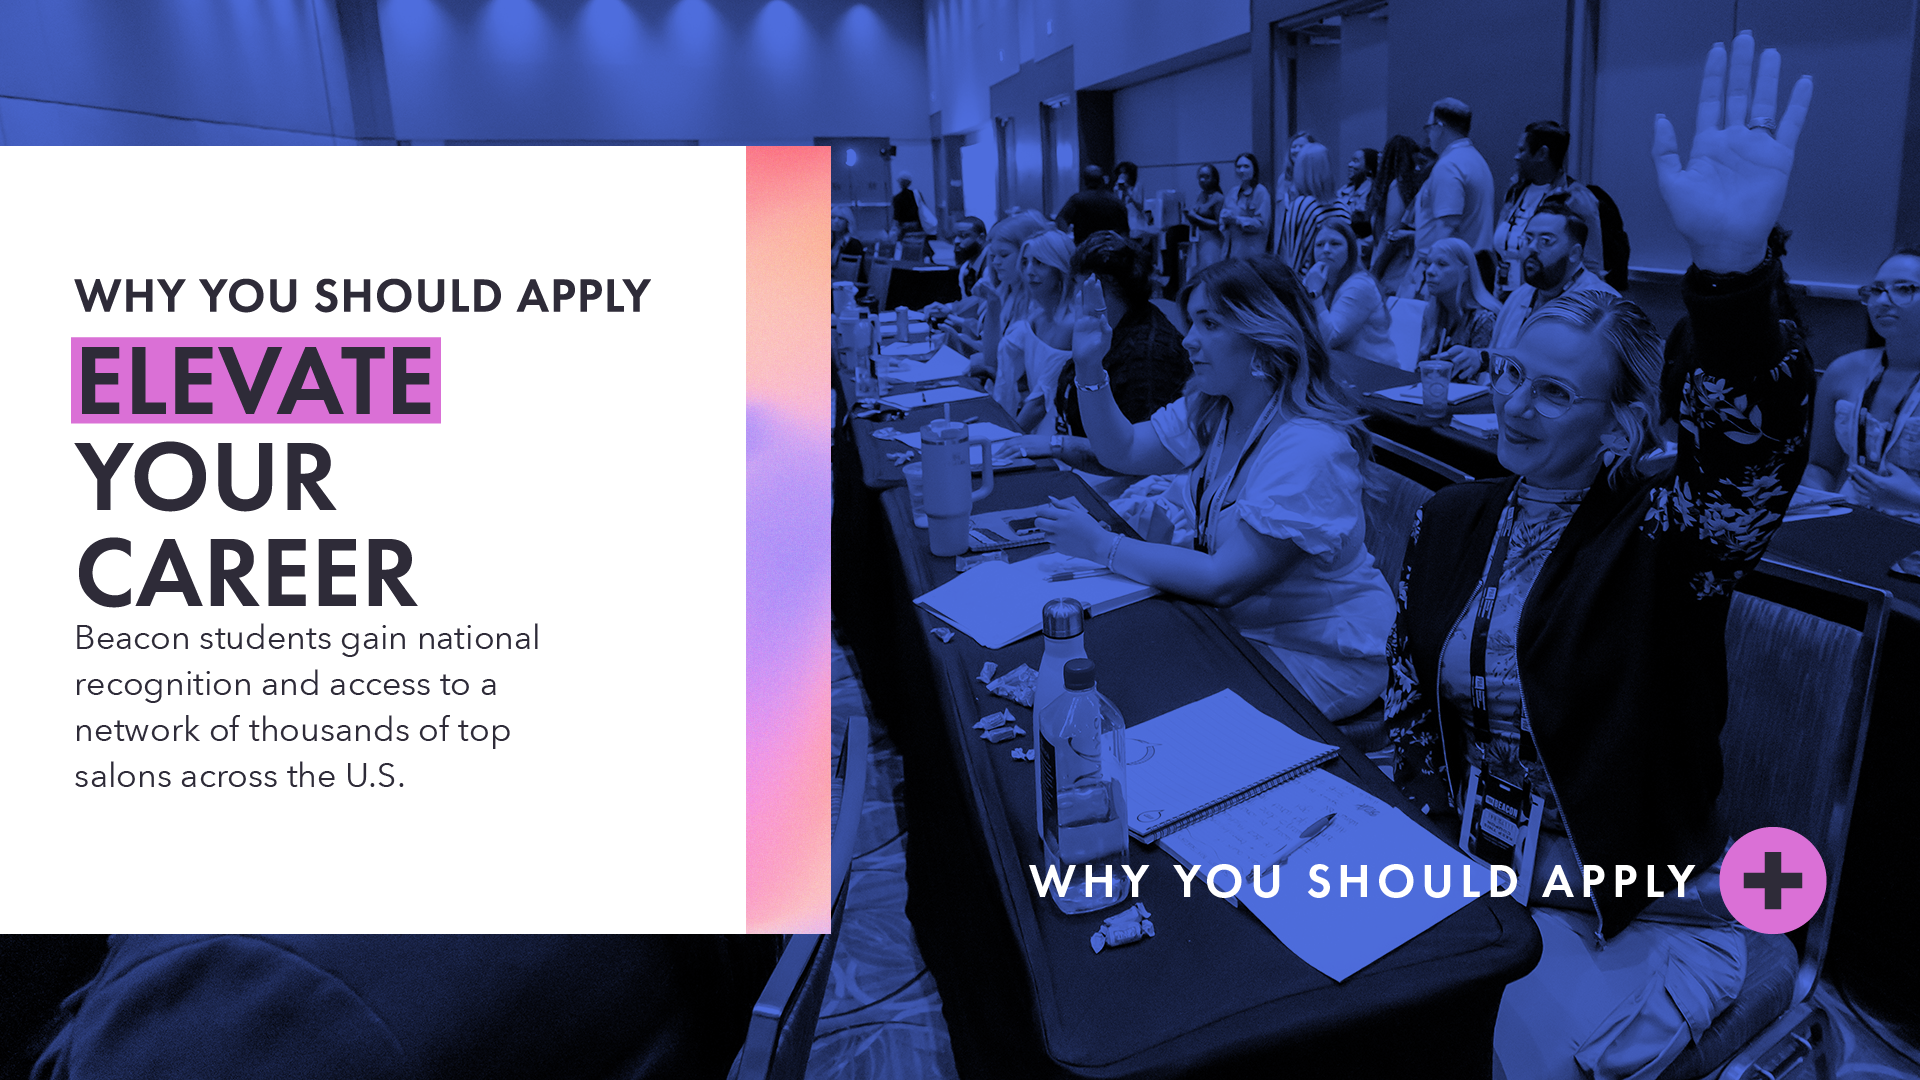 WHY YOU SHOULD APPLY
ELEVATE
YOUR
CAREER
Beacon students gain national
recognition and access to a
network of thousands of top
salons across the U.S.
BEACON
WHY YOU SHOULD APPLY